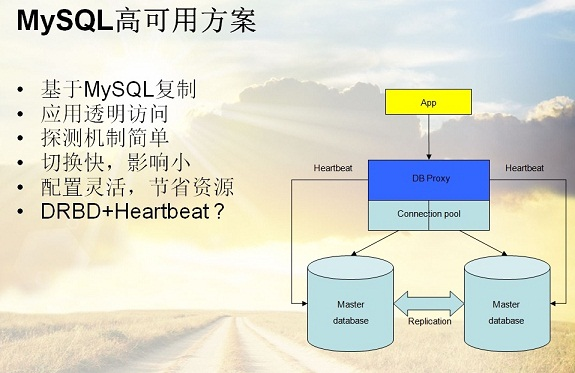 MySQL高可用方案
• 基于MySQL复制
• 应用透明访问
• 探测机制简单
• 切换快，影响小
• 配置灵活，节省资源
• DRBD+Heartbeat？
App
Heartbeat
DB Proxy
Heartbeat
Connection pool
Master
database
Replication
Master
database